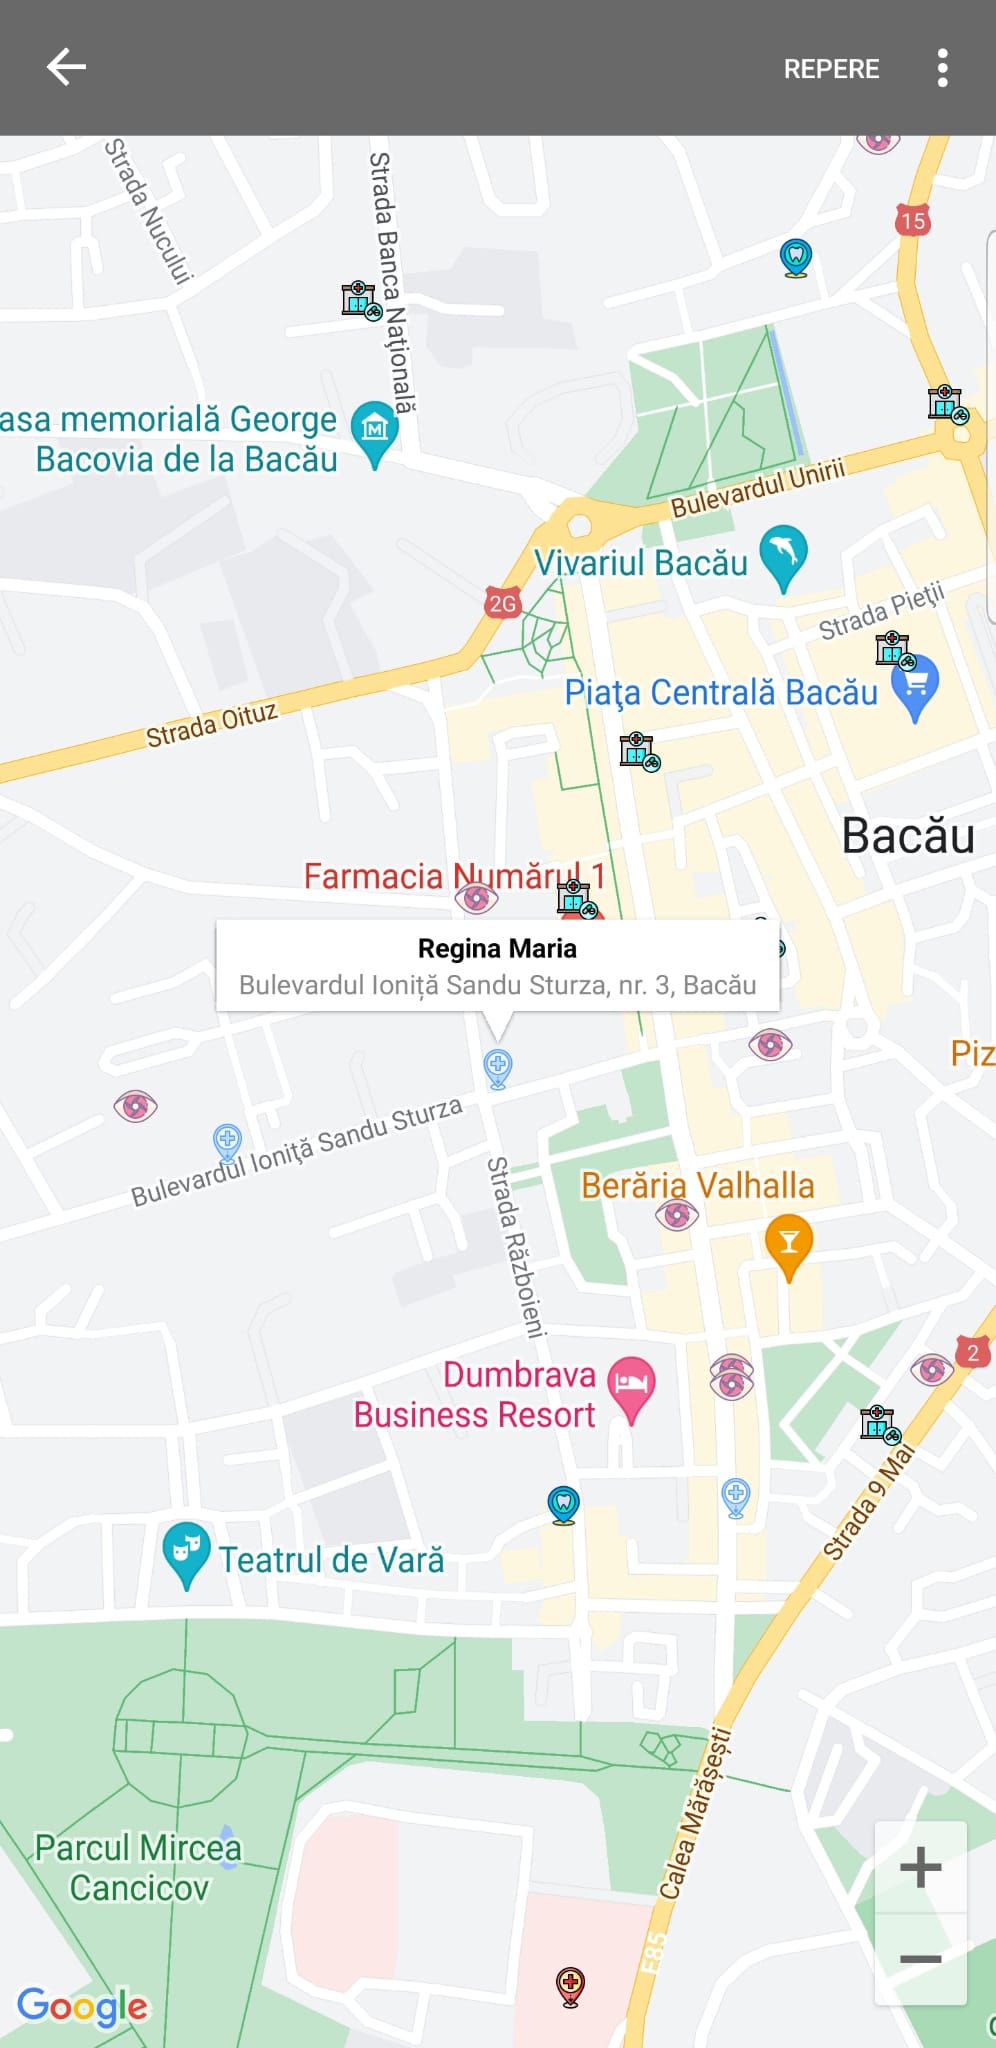 REPERE
Strada Nucului
Strada Banca Națională
15
asa memorială George
Bacovia de la Bacău
Bulevardul Unirii
Vivariul Bacău
2G
Strada Pieţii
Piaţa Centrală Bacău
Strada Oituz
Bacău
Farmacia Numărul 1
Regina Maria
Bulevardul Ioniță Sandu Sturza, nr. 3, Bacău
Piz
Bulevardul Ioniţă Sandu Sturza
Strada Războieni
Berăria Valhalla
2
Dumbrava
Business Resort
Strada 9 Mai
Teatrul de Vară
Calea Mărășești
Parcul Mircea
Cancicov
E85
Google